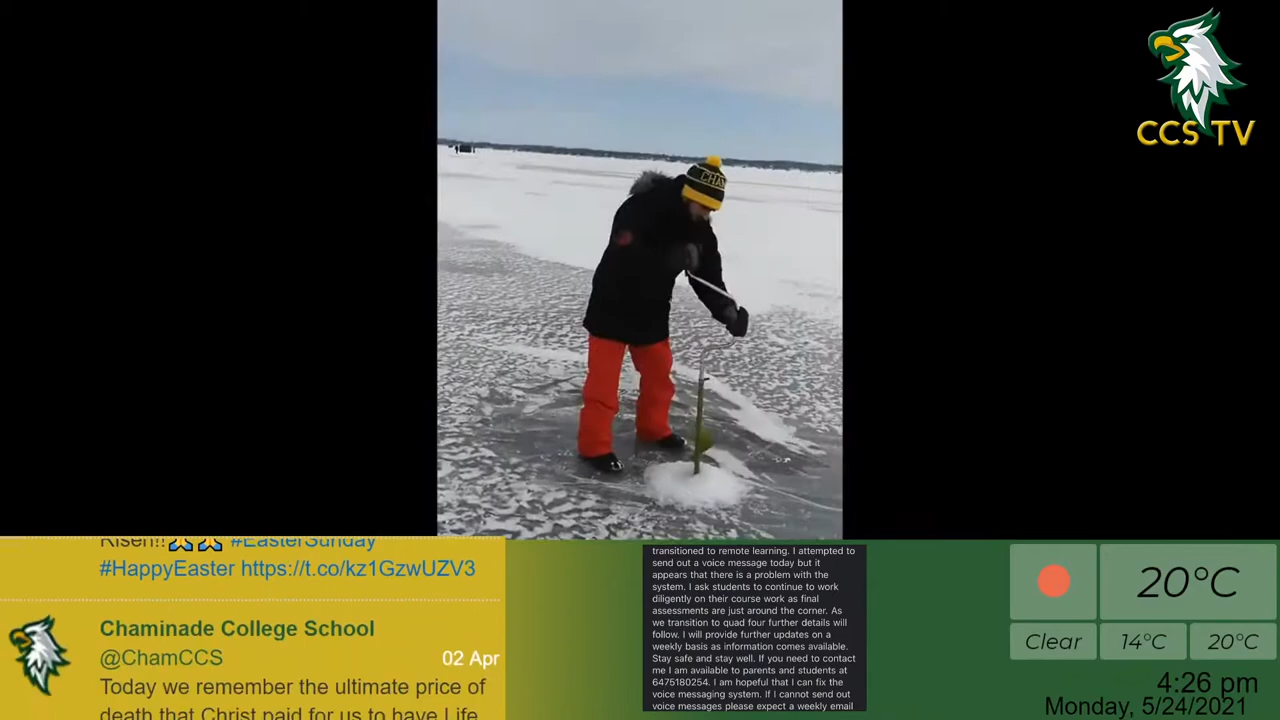 CCS TV
CHAM
Risen!!🙏🙏 #EasterSunday
#HappyEaster https://t.co/kz1GzwUZV3
Chaminade College School
@ChamCCS
02 Apr
Today we remember the ultimate price of
death that Christ paid for us to have Life
transitioned to remote learning. I attempted to
send out a voice message today but it
appears that there is a problem with the
system. I ask students to continue to work
diligently on their course work as final
assessments are just around the corner. As
we transition to quad four further details will
follow. I will provide further updates on a
weekly basis as information comes available.
Stay safe and stay well. If you need to contact
me I am available to parents and students at
6475180254. I am hopeful that I can fix the
voice messaging system. If I cannot send out
voice messages please expect a weekly email
20°C
Clear
14°C
20°C
4:26 pm
Monday, 5/24/2021